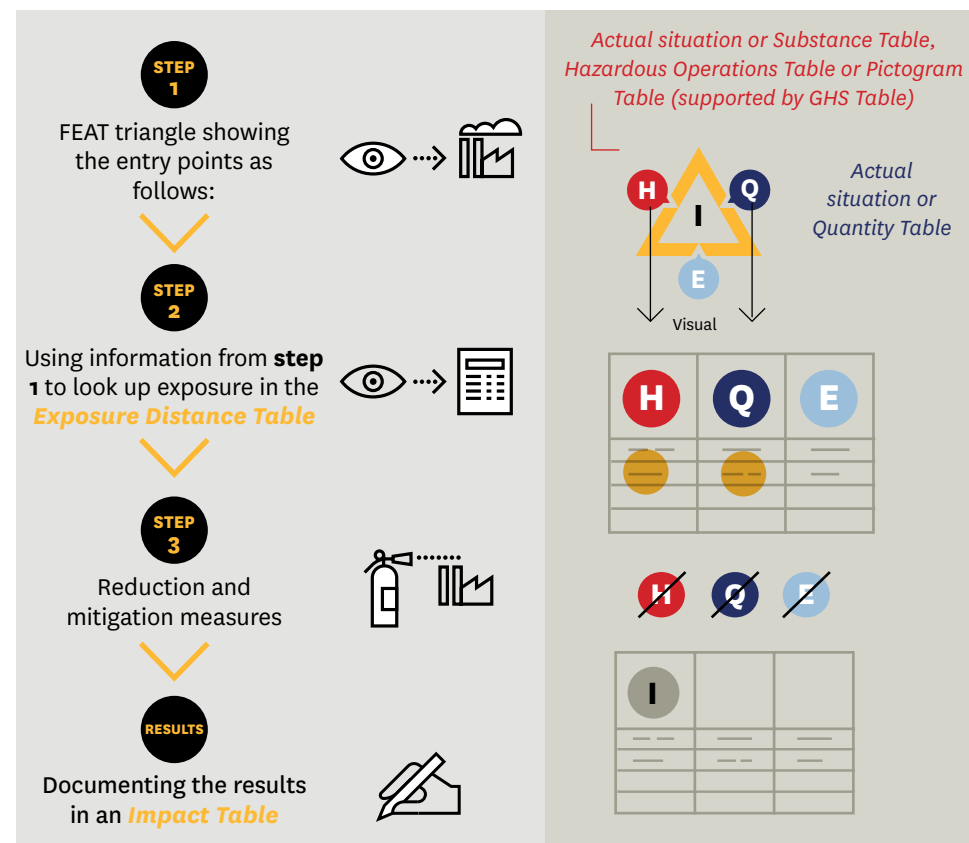 STEP
1
FEAT triangle showing
the entry points as
follows:
Actual situation or Substance Table,
Hazardous Operations Table or Pictogram
Table (supported by GHS Table)
H
Q
I
E
Actual
situation or
Quantity Table
Visual
STEP
2
Using information from step
1 to look up exposure in the
Exposure Distance Table
H Q E
STEP
3
Reduction and
mitigation measures
H Q E
RESULTS
Documenting the results
in an Impact Table
I